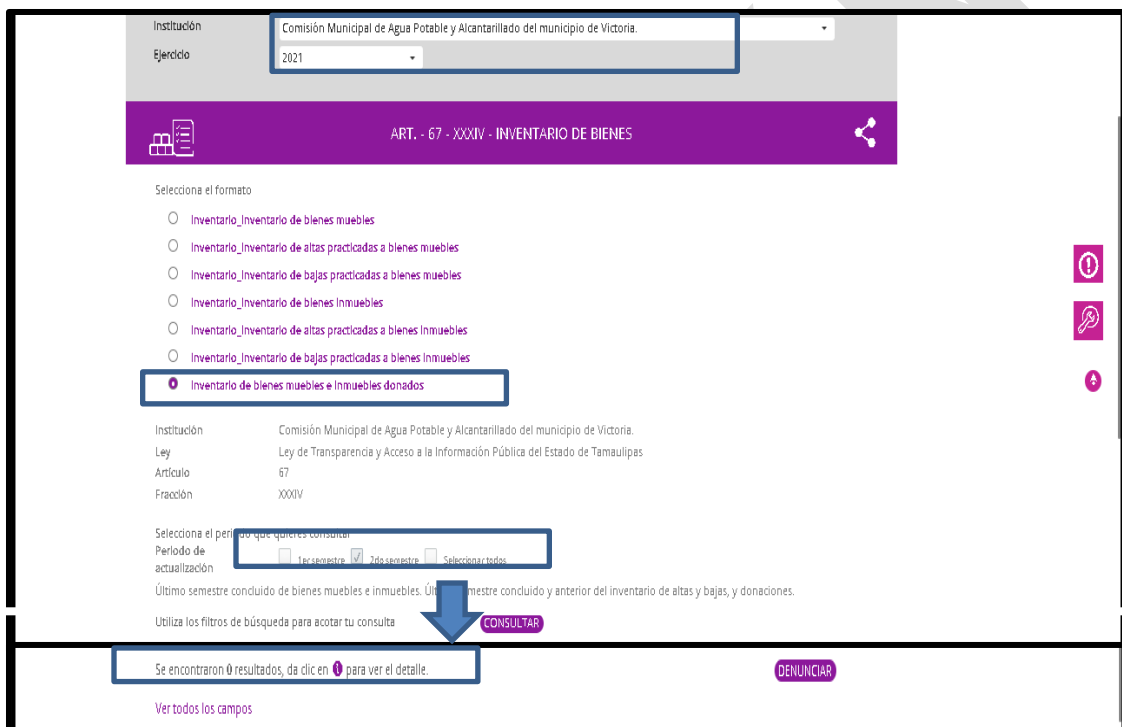 Institución Comisión Municipal de Agua Potable y Alcantarillado del municipio de Victoria.
Ejercicio 2021
ART. - 67 - XXXIV - INVENTARIO DE BIENES
Selecciona el formato
Inventario_Inventario de bienes muebles
Inventario_Inventario de altas practicadas a bienes muebles
Inventario_Inventario de bajas practicadas a bienes muebles
Inventario_Inventario de bienes inmuebles
Inventario_Inventario de altas practicadas a bienes inmuebles
Inventario_Inventario de bajas practicadas a bienes inmuebles
Inventario de bienes muebles e inmuebles donados
Institución Comisión Municipal de Agua Potable y Alcantarillado del municipio de Victoria.
Ley Ley de Transparencia y Acceso a la Información Pública del Estado de Tamaulipas
Artículo 67
Fracción XXXIV
Selecciona el periodo que quieres consultar
Periodo de actualización 1er semestre 2do semestre Seleccionar todos
Último semestre concluido de bienes muebles e inmuebles. semestre concluido y anterior del inventario de altas y bajas, y donaciones.
Utiliza los filtros de búsqueda para acotar tu consulta CONSULTAR
Se encontraron 0 resultados, da clic en i para ver el detalle. DENUNCIAR
Ver todos los campos